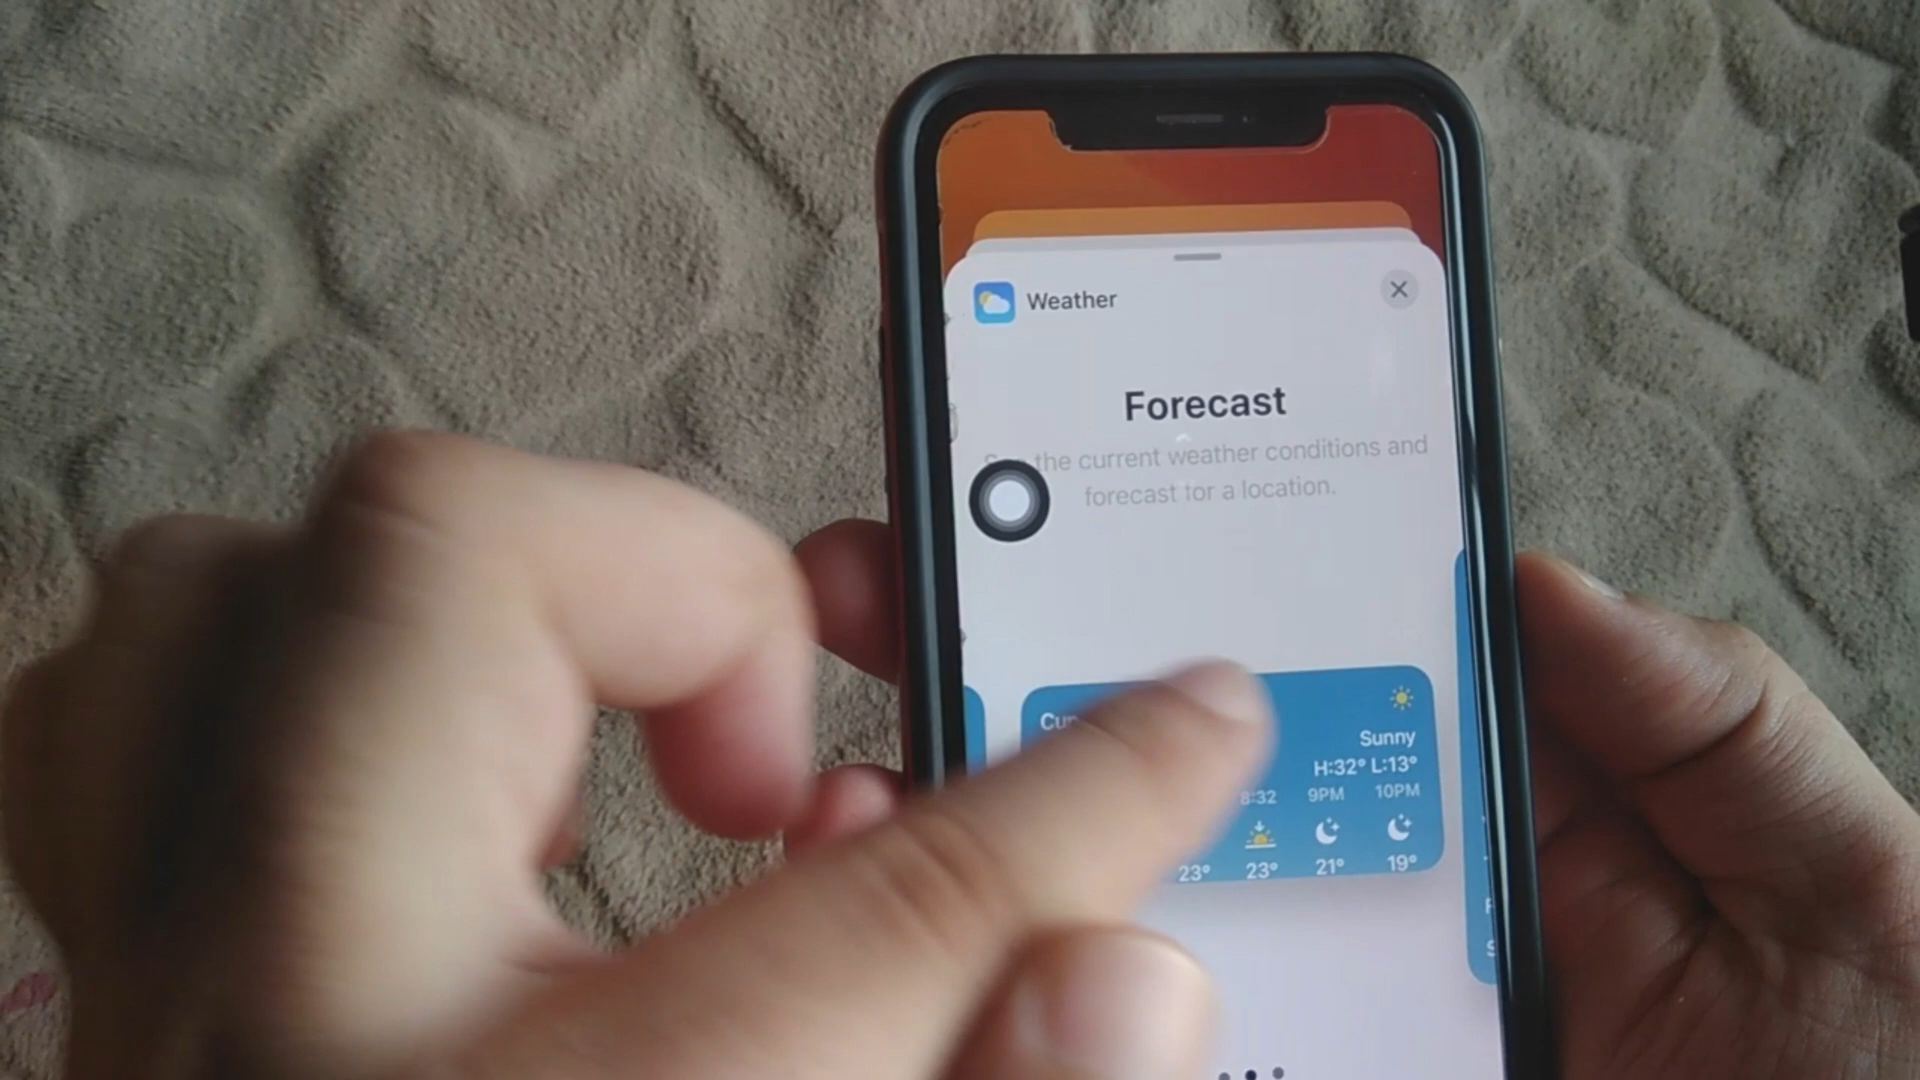 Weather
Forecast
the current weather conditions and
forecast for a location.
Sunny
H:32° L:13°
8:32 9PM 10PM
23° 23° 21° 19°